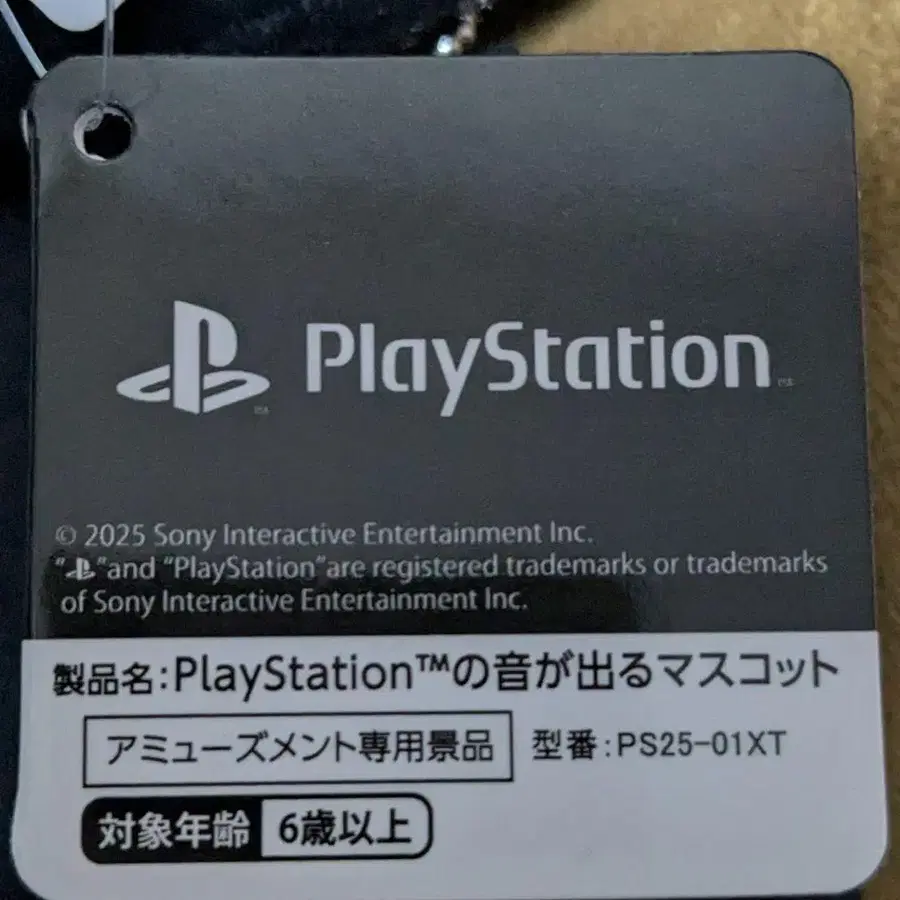 PlayStation
© 2025 Sony Interactive Entertainment Inc.
" "and "PlayStation"are registered trademarks or trademarks
of Sony Interactive Entertainment Inc.
製品名:PlayStation™の音が出るマスコット
アミューズメント専用景品 型番:PS25-01XT
対象年齢 6歳以上